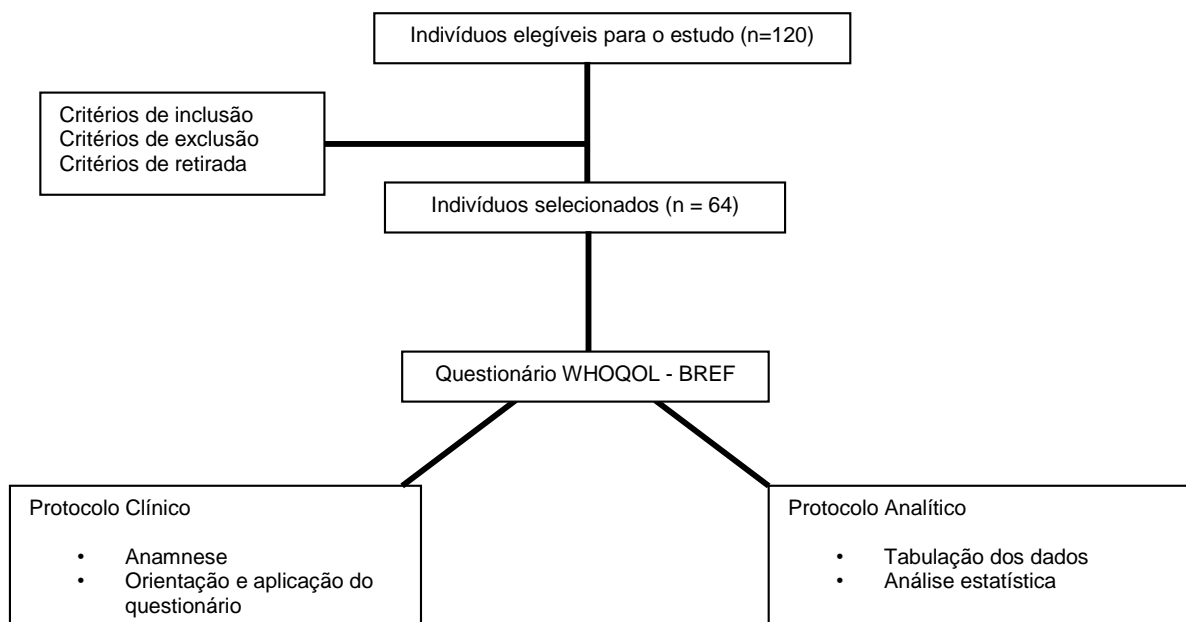 Indivíduos elegíveis para o estudo (n=120)
Critérios de inclusão
Critérios de exclusão
Critérios de retirada
Indivíduos selecionados (n = 64)
Questionário WHOQOL - BREF
Protocolo Clínico
• Anamnese
• Orientação e aplicação do
questionário
Protocolo Analítico
• Tabulação dos dados
• Análise estatística